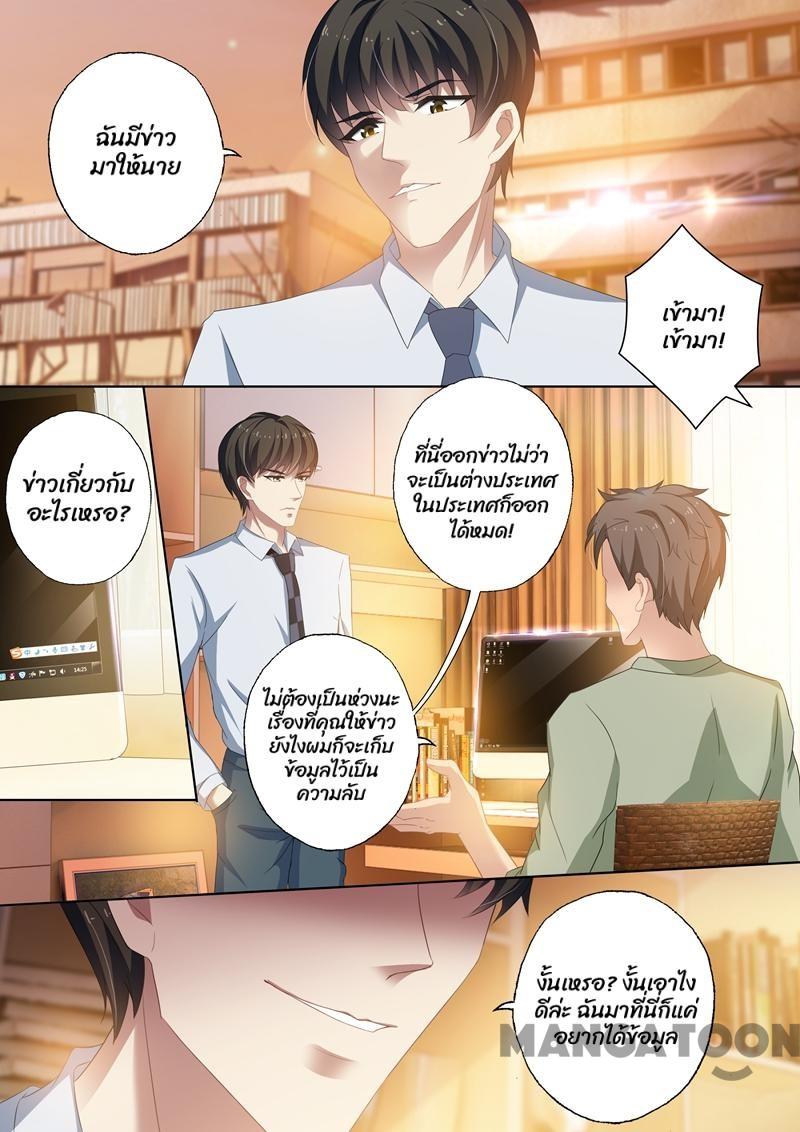 ฉันมีข่าว
มาให้นาย
เข้ามา!
เข้ามา!
ข่าวเกี่ยวกับ
อะไรเหรอ?
ที่นี่ออกข่าวไม่ว่า
จะเป็นต่างประเทศ
ในประเทศก็ออก
ได้หมด!
ไม่ต้องเป็นห่วงนะ
เรื่องที่คุณให้ข่าว
ยังไงผมก็จะเก็บ
ข้อมูลไว้เป็น
ความลับ
中
14:25
งั้นเหรอ? งั้นเอาไง
ดีล่ะ ฉันมาที่นี่ก็แค่
อยากได้ข้อมูล
MANGATOON